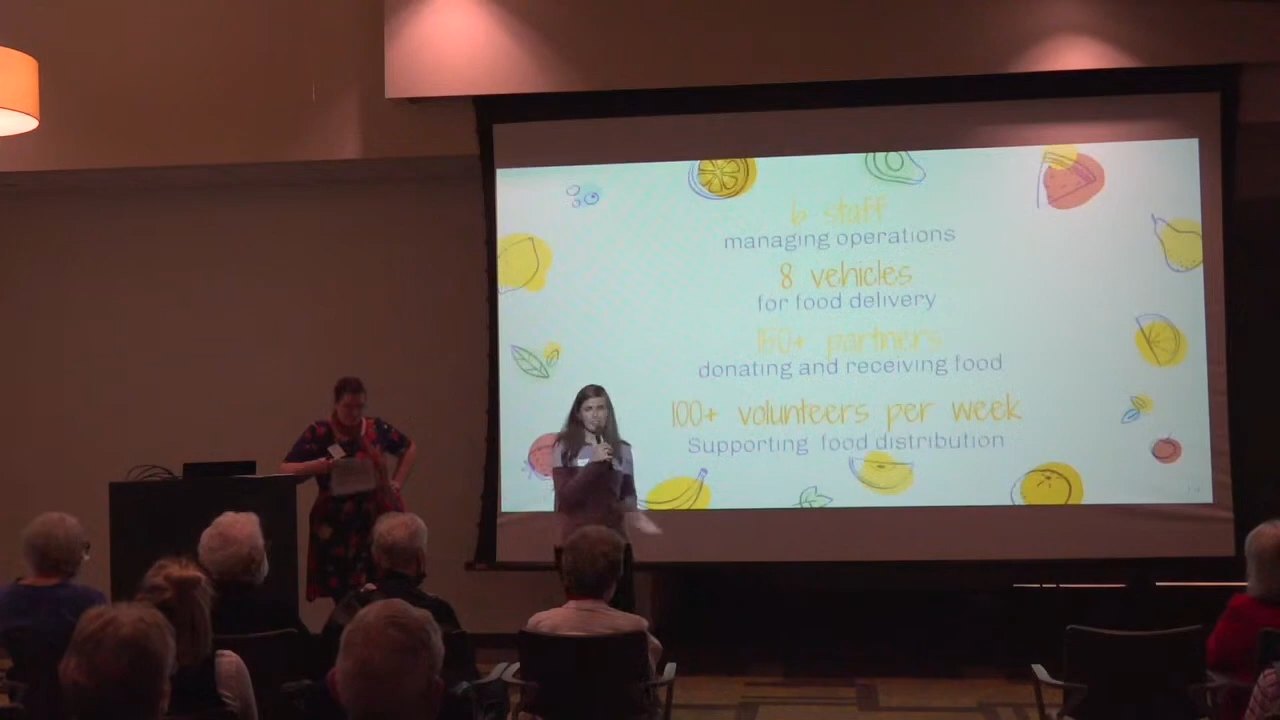 6 staff
managing operations
8 vehicles
for food delivery
160+ partners
donating and receiving food
100+ volunteers per week
Supporting food distribution